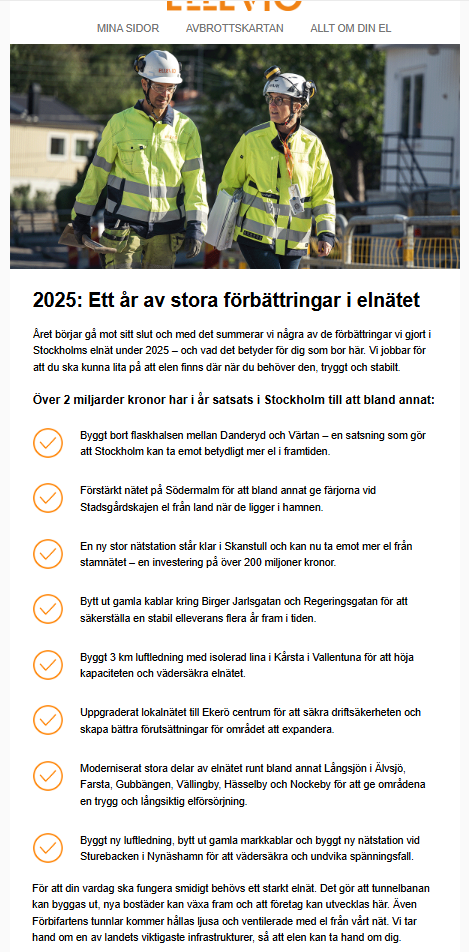 ELLEVIO
MINA SIDOR AVBROTTSKARTAN ALLT OM DIN EL
2025: Ett år av stora förbättringar i elnätet
Året börjar gå mot sitt slut och med det summerar vi några av de förbättringar vi gjort i
Stockholms elnät under 2025 – och vad det betyder för dig som bor här. Vi jobbar för
att du ska kunna lita på att elen finns där när du behöver den, tryggt och stabilt.
Över 2 miljarder kronor har i år satsats i Stockholm till att bland annat:
Byggt bort flaskhalsen mellan Danderyd och Värtan – en satsning som gör
att Stockholm kan ta emot betydligt mer el i framtiden.
Förstärkt nätet på Södermalm för att bland annat ge färjorna vid
Stadsgårdskajen el från land när de ligger i hamnen.
En ny stor nätstation står klar i Skanstull och kan nu ta emot mer el från
stamnätet – en investering på över 200 miljoner kronor.
Bytt ut gamla kablar kring Birger Jarlsgatan och Regeringsgatan för att
säkerställa en stabil elleverans flera år fram i tiden.
Byggt 3 km luftledning med isolerad lina i Kårsta i Vallentuna för att höja
kapaciteten och vädersäkra elnätet.
Uppgraderat lokalnätet till Ekerö centrum för att säkra driftsäkerheten och
skapa bättra förutsättningar för området att expandera.
Moderniserat stora delar av elnätet runt bland annat Långsjön i Älvsjö,
Farsta, Gubbängen, Vällingby, Hässelby och Nockeby för att ge områdena
en trygg och långsiktig elförsörjning.
Byggt ny luftledning, bytt ut gamla markkablar och byggt ny nätstation vid
Sturebacken i Nynäshamn för att vädersäkra och undvika spänningsfall.
För att din vardag ska fungera smidigt behövs ett starkt elnät. Det gör att tunnelbanan
kan byggas ut, nya bostäder kan växa fram och att företag kan utvecklas här. Även
Förbifartens tunnlar kommer hållas ljusa och ventilerade med el från vårt nät. Vi tar
hand om en av landets viktigaste infrastrukturer, så att elen kan ta hand om dig.